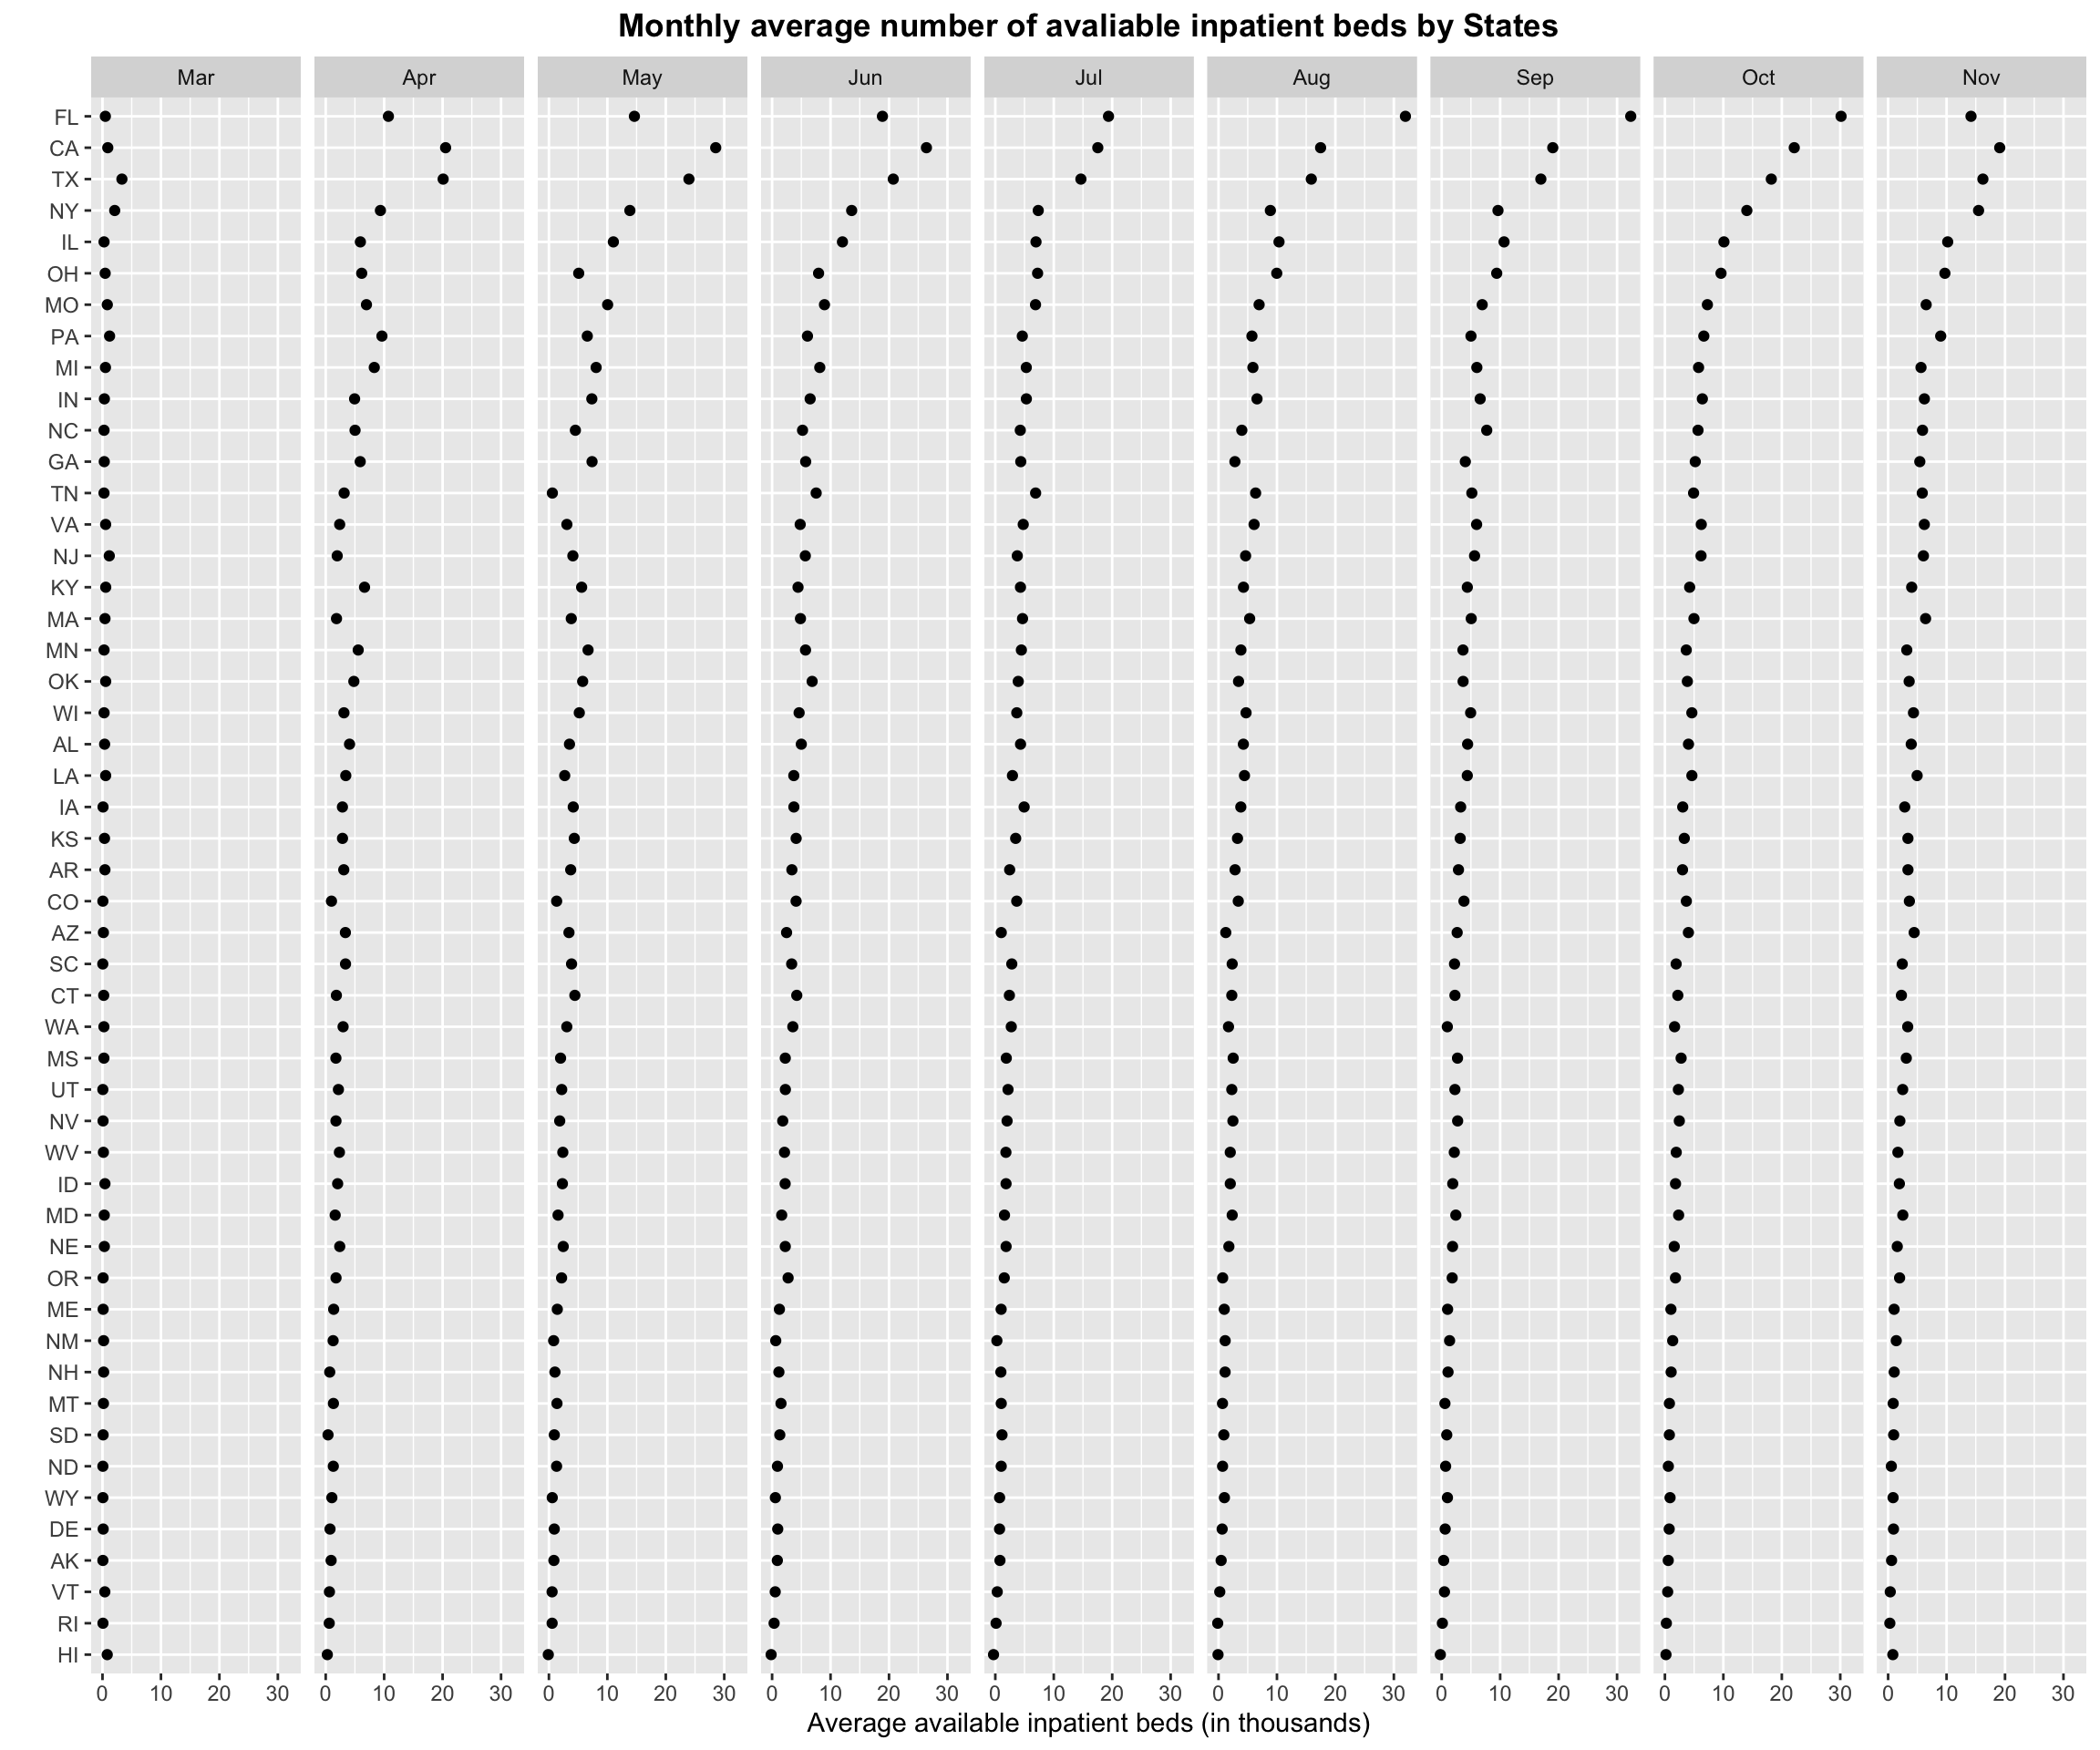 Monthly average number of avaliable inpatient beds by States
Mar Apr May Jun Jul Aug Sep Oct Nov
FL
CA
TX
NY
IL
OH
MO
PA
MI
IN
NC
GA
TN
VA
NJ
KY
MA
MN
OK
WI
AL
LA
IA
KS
AR
CO
AZ
SC
CT
WA
MS
UT
NV
WV
ID
MD
NE
OR
ME
NM
NH
MT
SD
ND
WY
DE
AK
VT
RI
HI
0 10 20 30 0 10 20 30 0 10 20 30 0 10 20 30 0 10 20 30 0 10 20 30 0 10 20 30 0 10 20 30 0 10 20 30
Average available inpatient beds (in thousands)